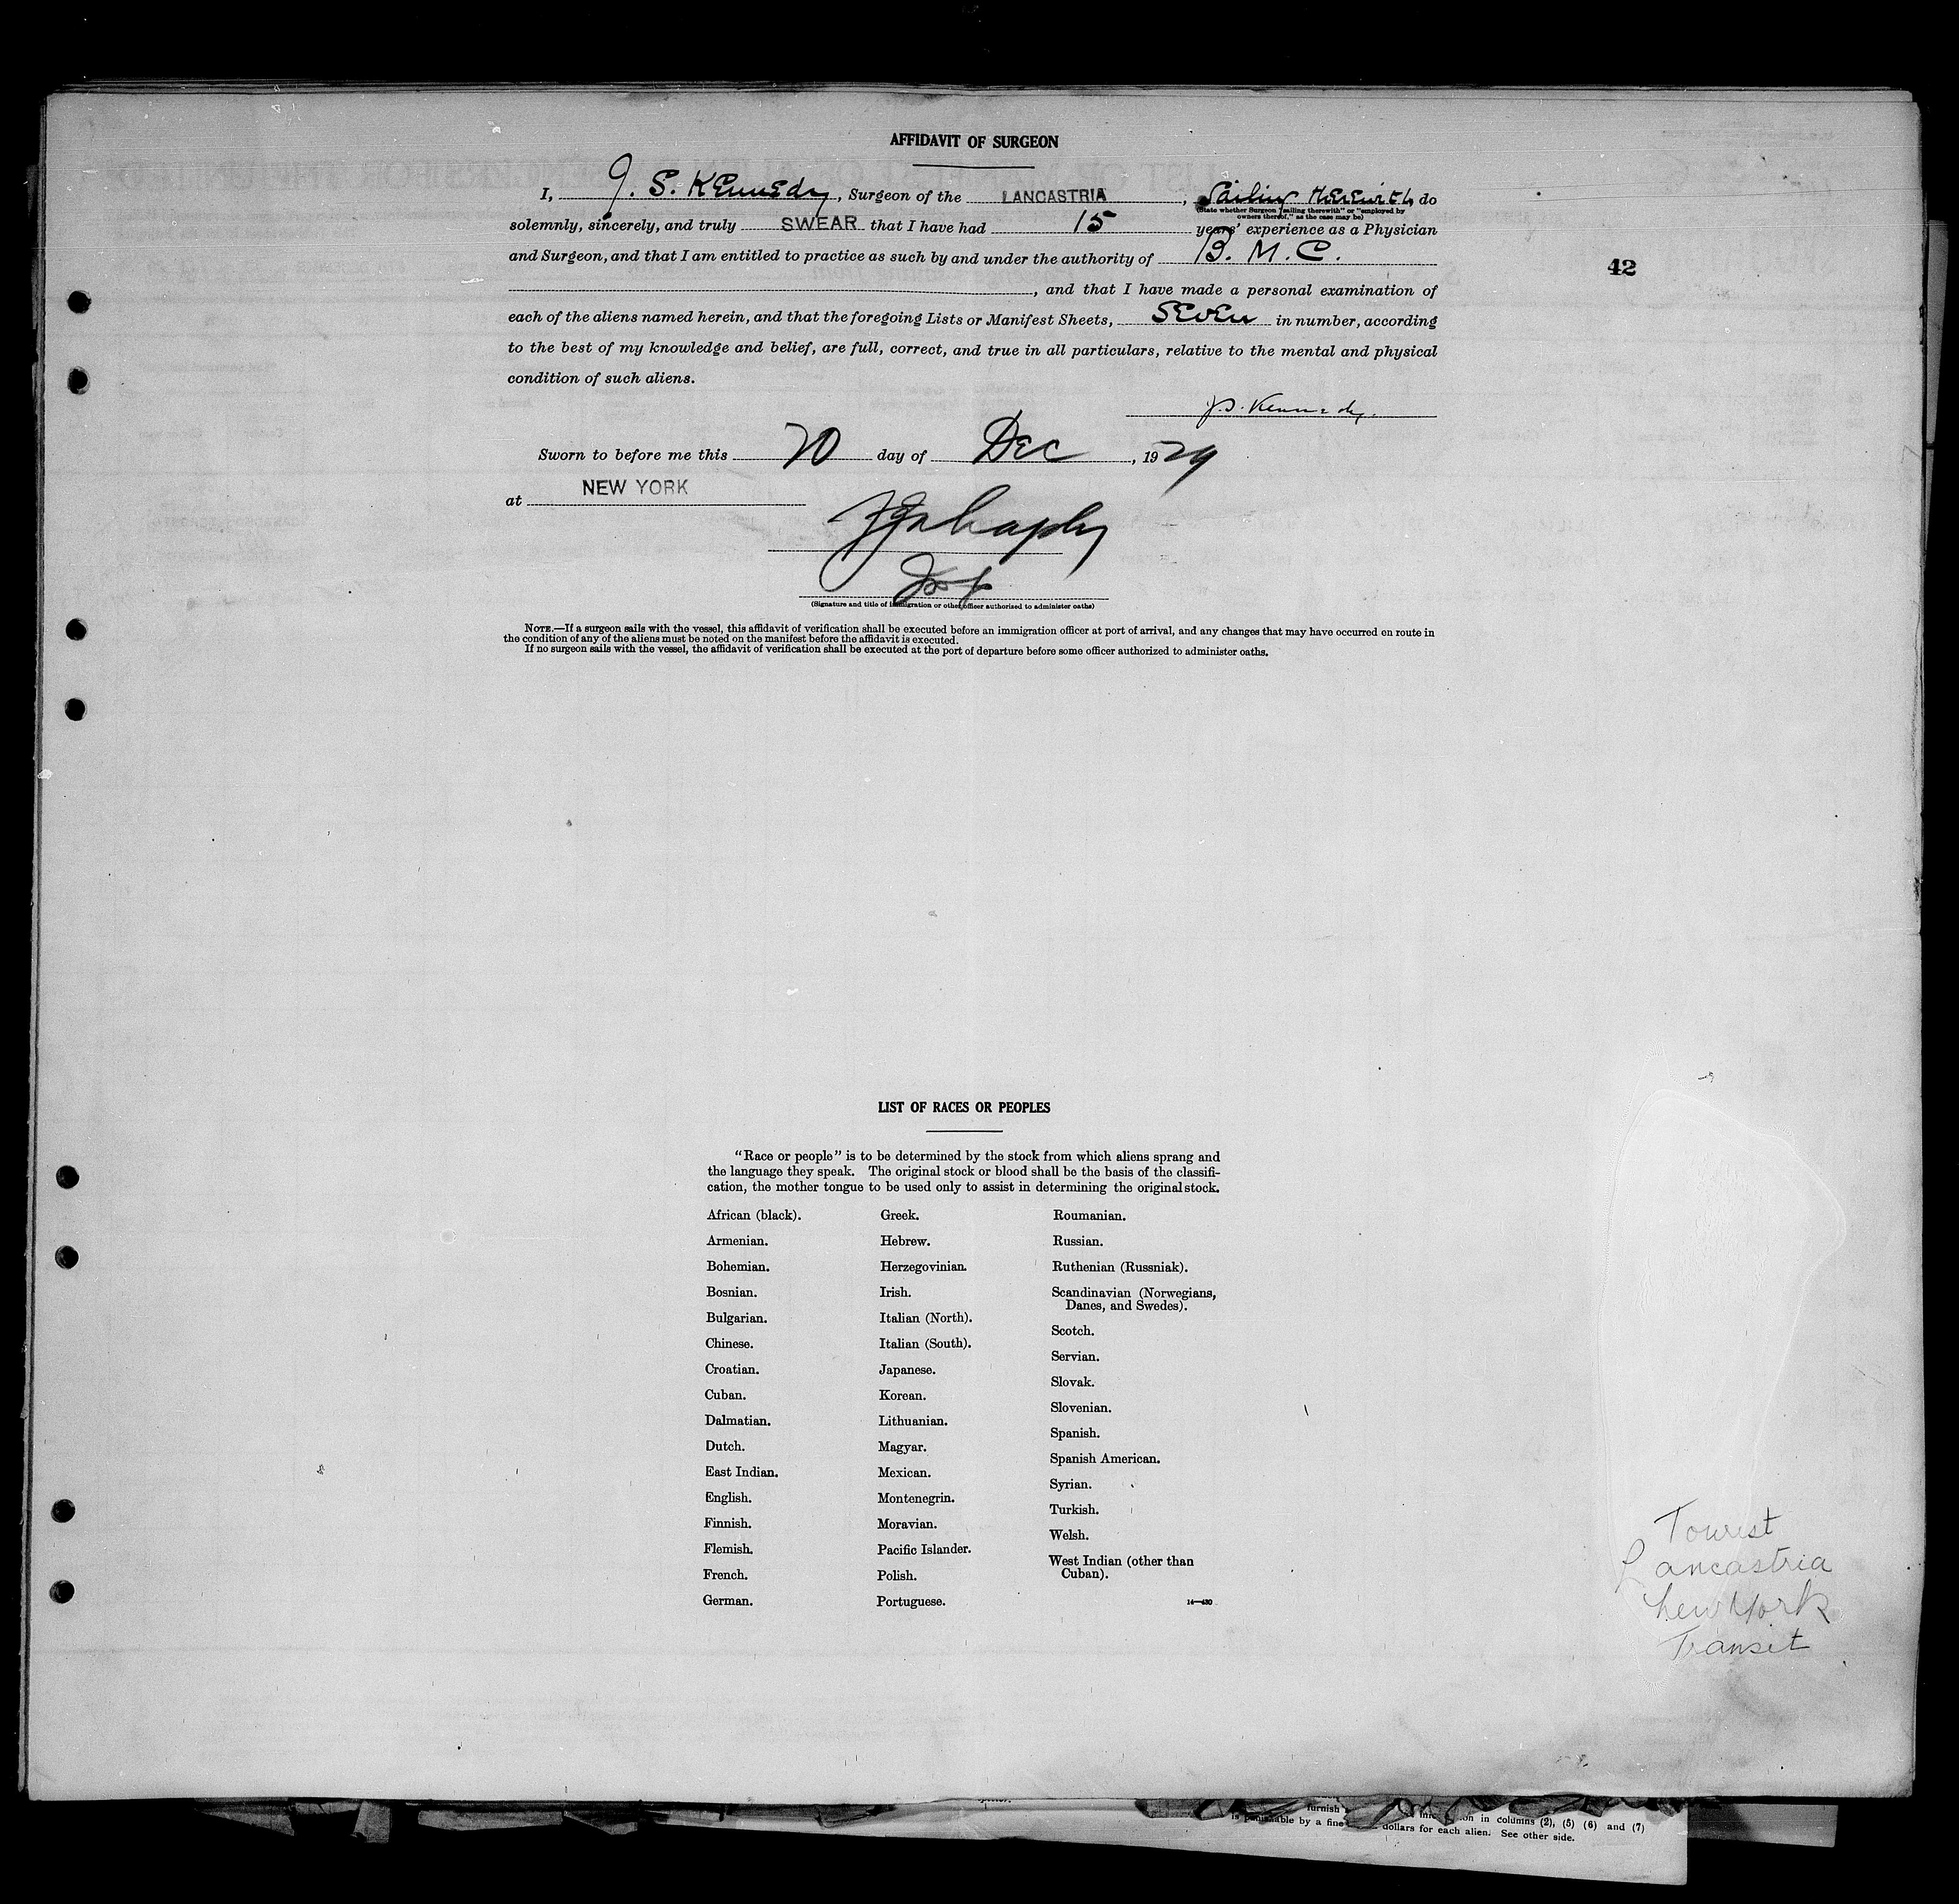 AFFIDAVIT OF SURGEON
I, J. S. Kennedy, Surgeon of the LANCASTRIA, Sailing Herewith, do
(State whether Surgeon "sailing therewith" or "employed by
owners thereof," as the case may be)
solemnly, sincerely, and truly SWEAR that I have had 15 years' experience as a Physician
and Surgeon, and that I am entitled to practice as such by and under the authority of B. M. C.
42
, and that I have made a personal examination of
each of the aliens named herein, and that the foregoing Lists or Manifest Sheets, Seven in number, according
to the best of my knowledge and belief, are full, correct, and true in all particulars, relative to the mental and physical
condition of such aliens.
J.S. Kennedy.
Sworn to before me this 20 day of Dec, 1929
at NEW YORK
(Signature and title of immigration or other officer authorised to administer oaths)
NOTE.—If a surgeon sails with the vessel, this affidavit of verification shall be executed before an immigration officer at port of arrival, and any changes that may have occurred en route in
the condition of any of the aliens must be noted on the manifest before the affidavit is executed.
If no surgeon sails with the vessel, the affidavit of verification shall be executed at the port of departure before some officer authorized to administer oaths.
LIST OF RACES OR PEOPLES
"Race or people" is to be determined by the stock from which aliens sprang and
the language they speak. The original stock or blood shall be the basis of the classifi-
cation, the mother tongue to be used only to assist in determining the original stock.
African (black).
Armenian.
Bohemian.
Bosnian.
Bulgarian.
Chinese.
Croatian.
Cuban.
Dalmatian.
Dutch.
East Indian.
English.
Finnish.
Flemish.
French.
German.
Greek.
Hebrew.
Herzegovinian.
Irish.
Italian (North).
Italian (South).
Japanese.
Korean.
Lithuanian.
Magyar.
Mexican.
Montenegrin.
Moravian.
Pacific Islander.
Polish.
Portuguese.
Roumanian.
Russian.
Ruthenian (Russniak).
Scandinavian (Norwegians,
Danes, and Swedes).
Scotch.
Servian.
Slovak.
Slovenian.
Spanish.
Spanish American.
Syrian.
Turkish.
Welsh.
West Indian (other than
Cuban).
14—430
Tourist
Lancastria
New York
Transit
furnish in columns (2), (5) (6) and (7)
by a fine dollars for each alien. See other side.